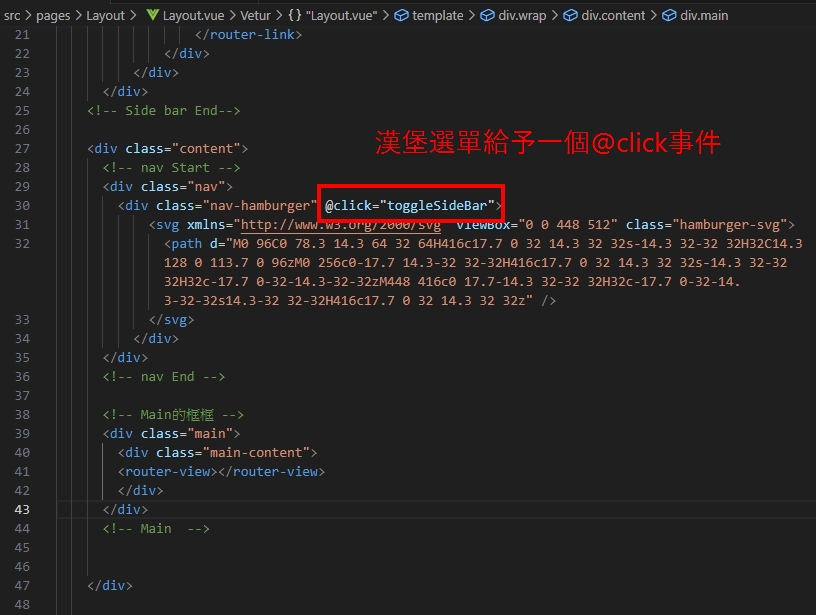 src > pages > Layout > Layout.vue > Vetur > {} "Layout.vue" > template > div.wrap > div.content > div.main
21 </router-link>
22 </div>
23 </div>
24 </div>
25 <!-- Side bar End-->
26
漢堡選單給予一個@click事件
27 <div class="content">
28 <!-- nav Start -->
29 <div class="nav">
30 <div class="nav-hamburger" @click="toggleSideBar">
31 <svg xmlns="http://www.w3.org/2000/svg" viewBox="0 0 448 512" class="hamburger-svg">
32 <path d="M0 96C0 78.3 14.3 64 32 64H416c17.7 0 32 14.3 32 32s-14.3 32-32 32H32C14.3
128 0 113.7 0 96zM0 256c0-17.7 14.3-32 32-32H416c17.7 0 32 14.3 32 32s-14.3 32-32
32H32c-17.7 0-32-14.3-32-32zM448 416c0 17.7-14.3 32-32 32H32c-17.7 0-32-14.
3-32-32s14.3-32 32-32H416c17.7 0 32 14.3 32 32z" />
33 </svg>
34 </div>
35 </div>
36 <!-- nav End -->
37
38 <!-- Main的框框 -->
39 <div class="main">
40 <div class="main-content">
41 <router-view></router-view>
42 </div>
43 </div>
44 <!-- Main  -->
45
46
47 </div>
48